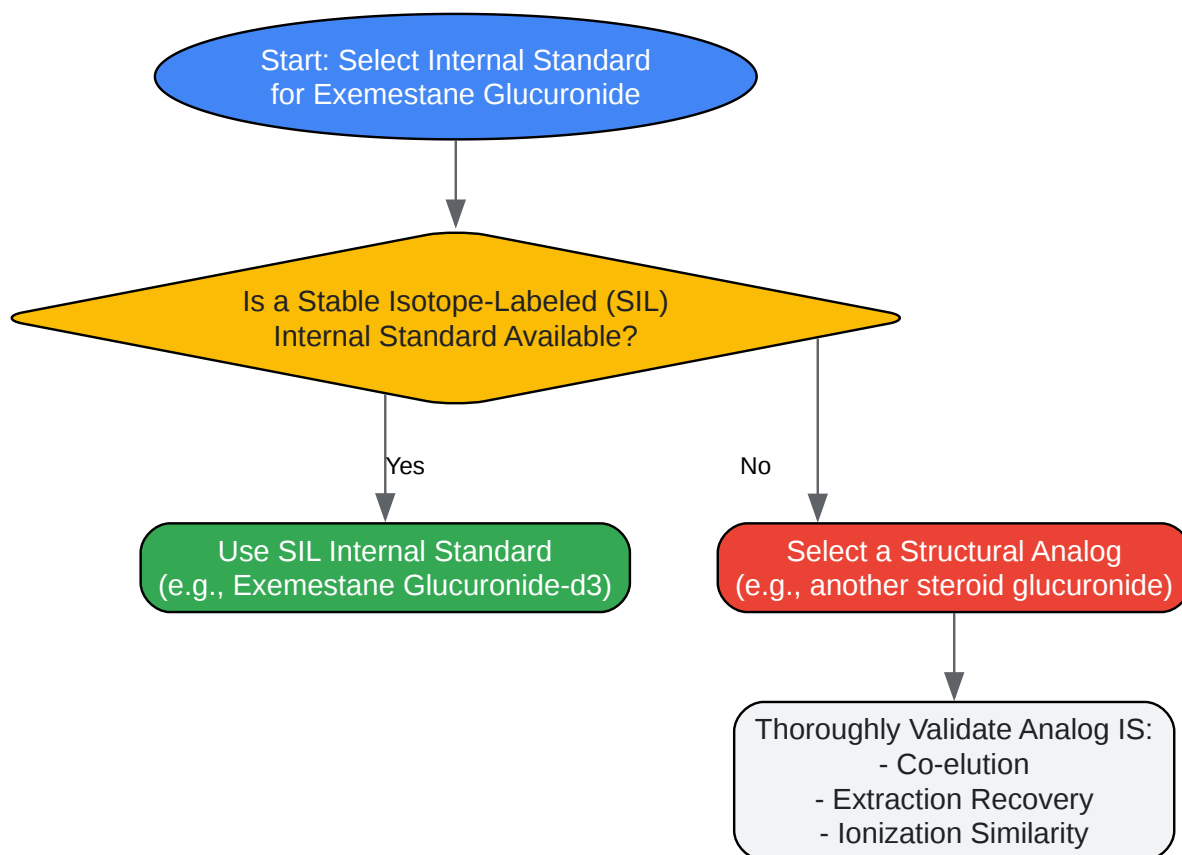 Start: Select Internal Standard
for Exemestane Glucuronide
Is a Stable Isotope-Labeled (SIL)
Internal Standard Available?
Yes
No
Use SIL Internal Standard
(e.g., Exemestane Glucuronide-d3)
Select a Structural Analog
(e.g., another steroid glucuronide)
Thoroughly Validate Analog IS:
- Co-elution
- Extraction Recovery
- Ionization Similarity